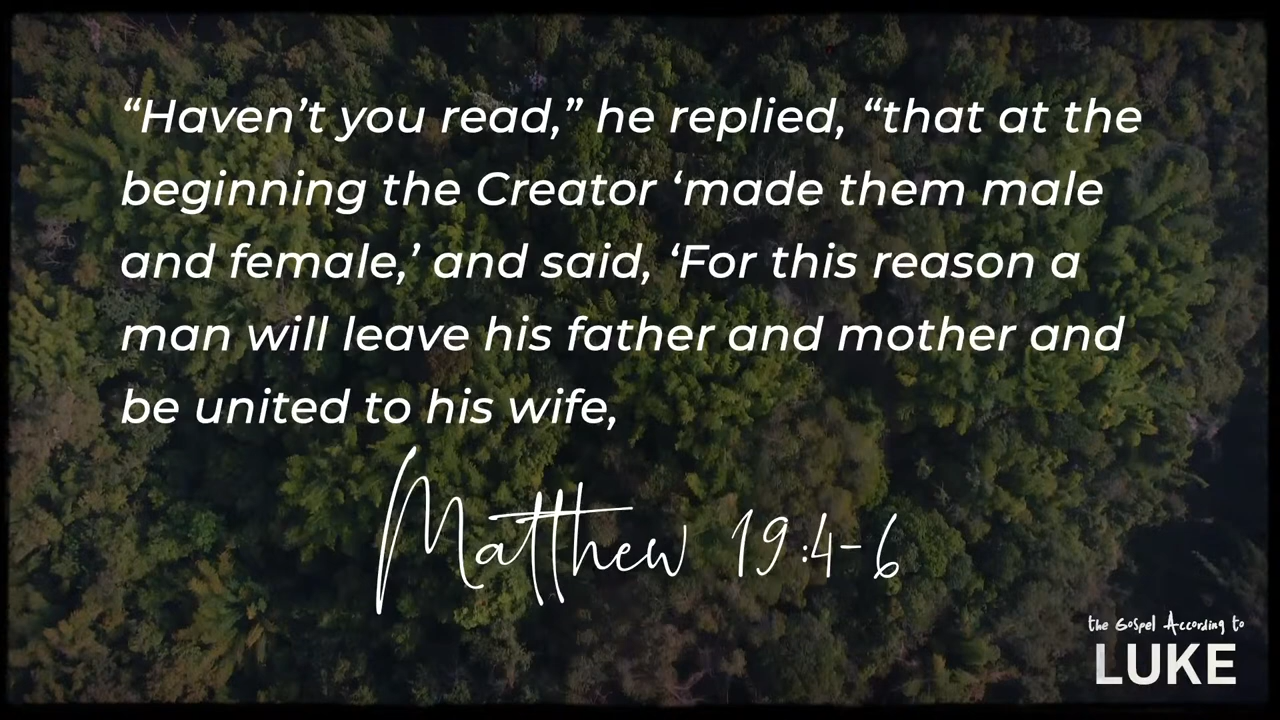 “Haven’t you read,” he replied, “that at the
beginning the Creator ‘made them male
and female,’ and said, ‘For this reason a
man will leave his father and mother and
be united to his wife,
Matthew 19:4-6
the Gospel According to
LUKE